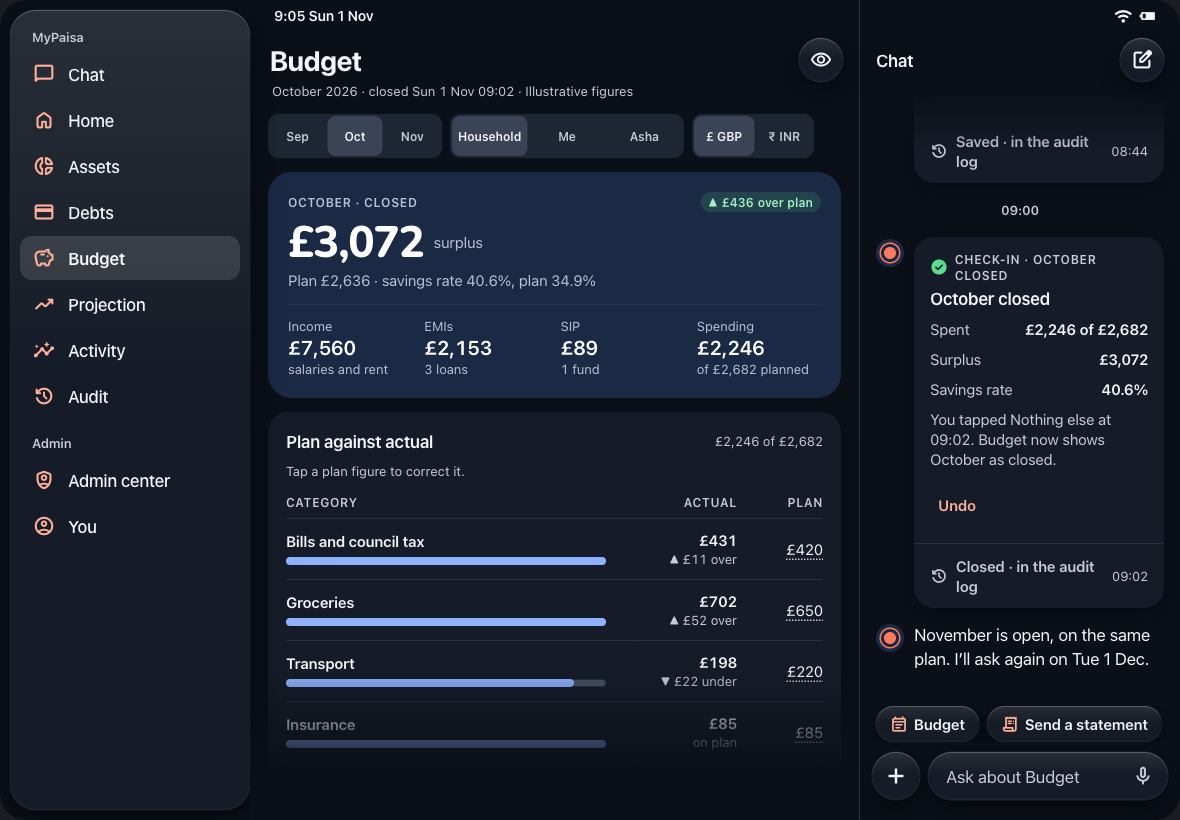 MyPaisa
Chat
Home
Assets
Debts
Budget
Projection
Activity
Audit
Admin
Admin center
You
9:05 Sun 1 Nov
Budget
October 2026 · closed Sun 1 Nov 09:02 · Illustrative figures
Sep Oct Nov Household Me Asha £ GBP ₹ INR
OCTOBER · CLOSED ▲ £436 over plan
£3,072 surplus
Plan £2,636 · savings rate 40.6%, plan 34.9%
Income EMIs SIP Spending
£7,560 £2,153 £89 £2,246
salaries and rent 3 loans 1 fund of £2,682 planned
Plan against actual £2,246 of £2,682
Tap a plan figure to correct it.
CATEGORY ACTUAL PLAN
Bills and council tax £431 £420
▲ £11 over
Groceries £702 £650
▲ £52 over
Transport £198 £220
▼ £22 under
Insurance £85 £85
on plan
Chat
Saved · in the audit
log 08:44
09:00
CHECK-IN · OCTOBER
CLOSED
October closed
Spent £2,246 of £2,682
Surplus £3,072
Savings rate 40.6%
You tapped Nothing else at
09:02. Budget now shows
October as closed.
Undo
Closed · in the audit
log 09:02
November is open, on the same
plan. I’ll ask again on Tue 1 Dec.
Budget Send a statement
Ask about Budget